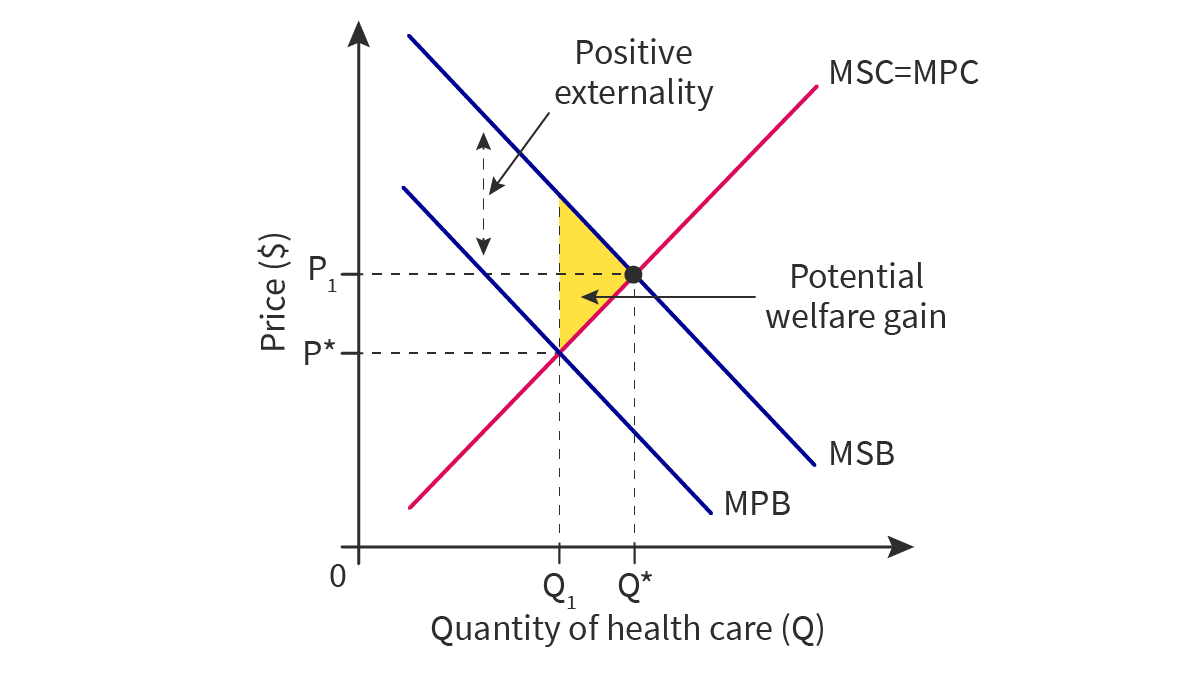 Positive
externality
MSC=MPC
Price ($)
P₁
P*
Potential
welfare gain
MSB
MPB
0
Q₁
Q*
Quantity of health care (Q)